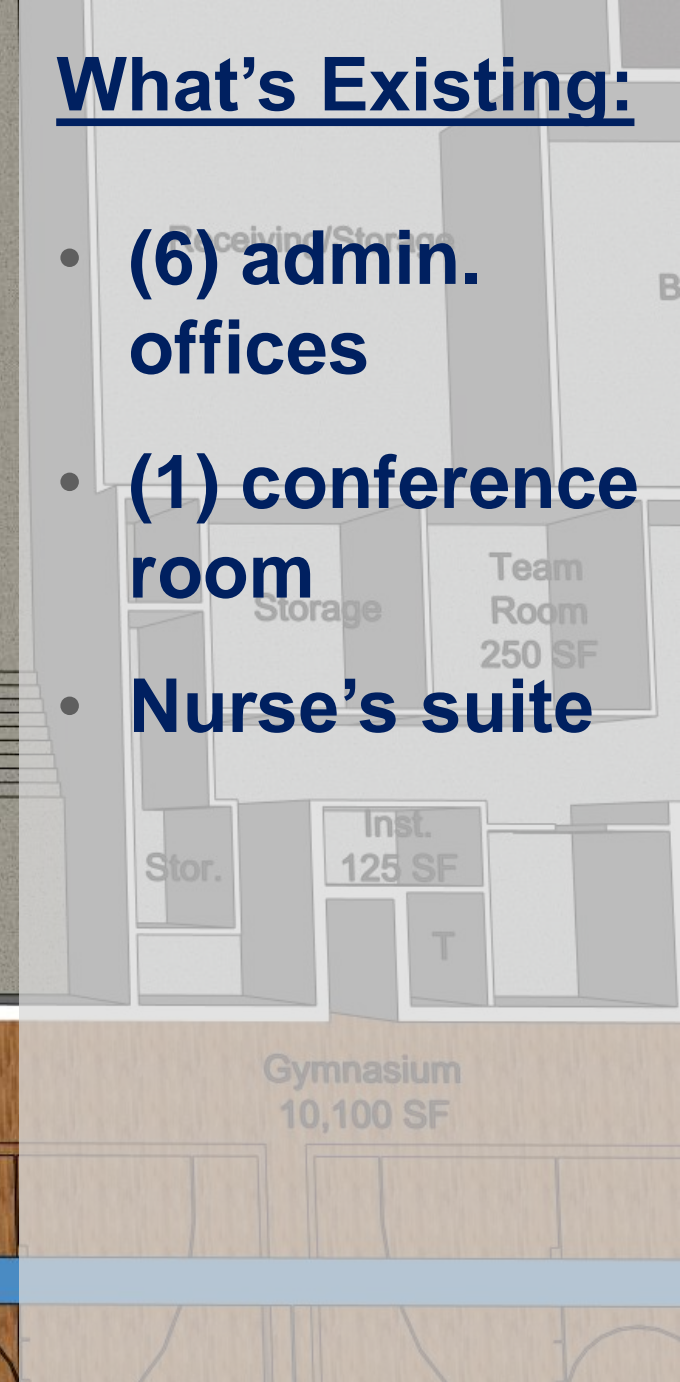 What's Existing:
Receiving/Storage
• (6) admin.
offices
B
• (1) conference
room
Team
Room
250 SF
Storage
• Nurse's suite
Inst.
125 SF
Stor.
T
Gymnasium
10,100 SF